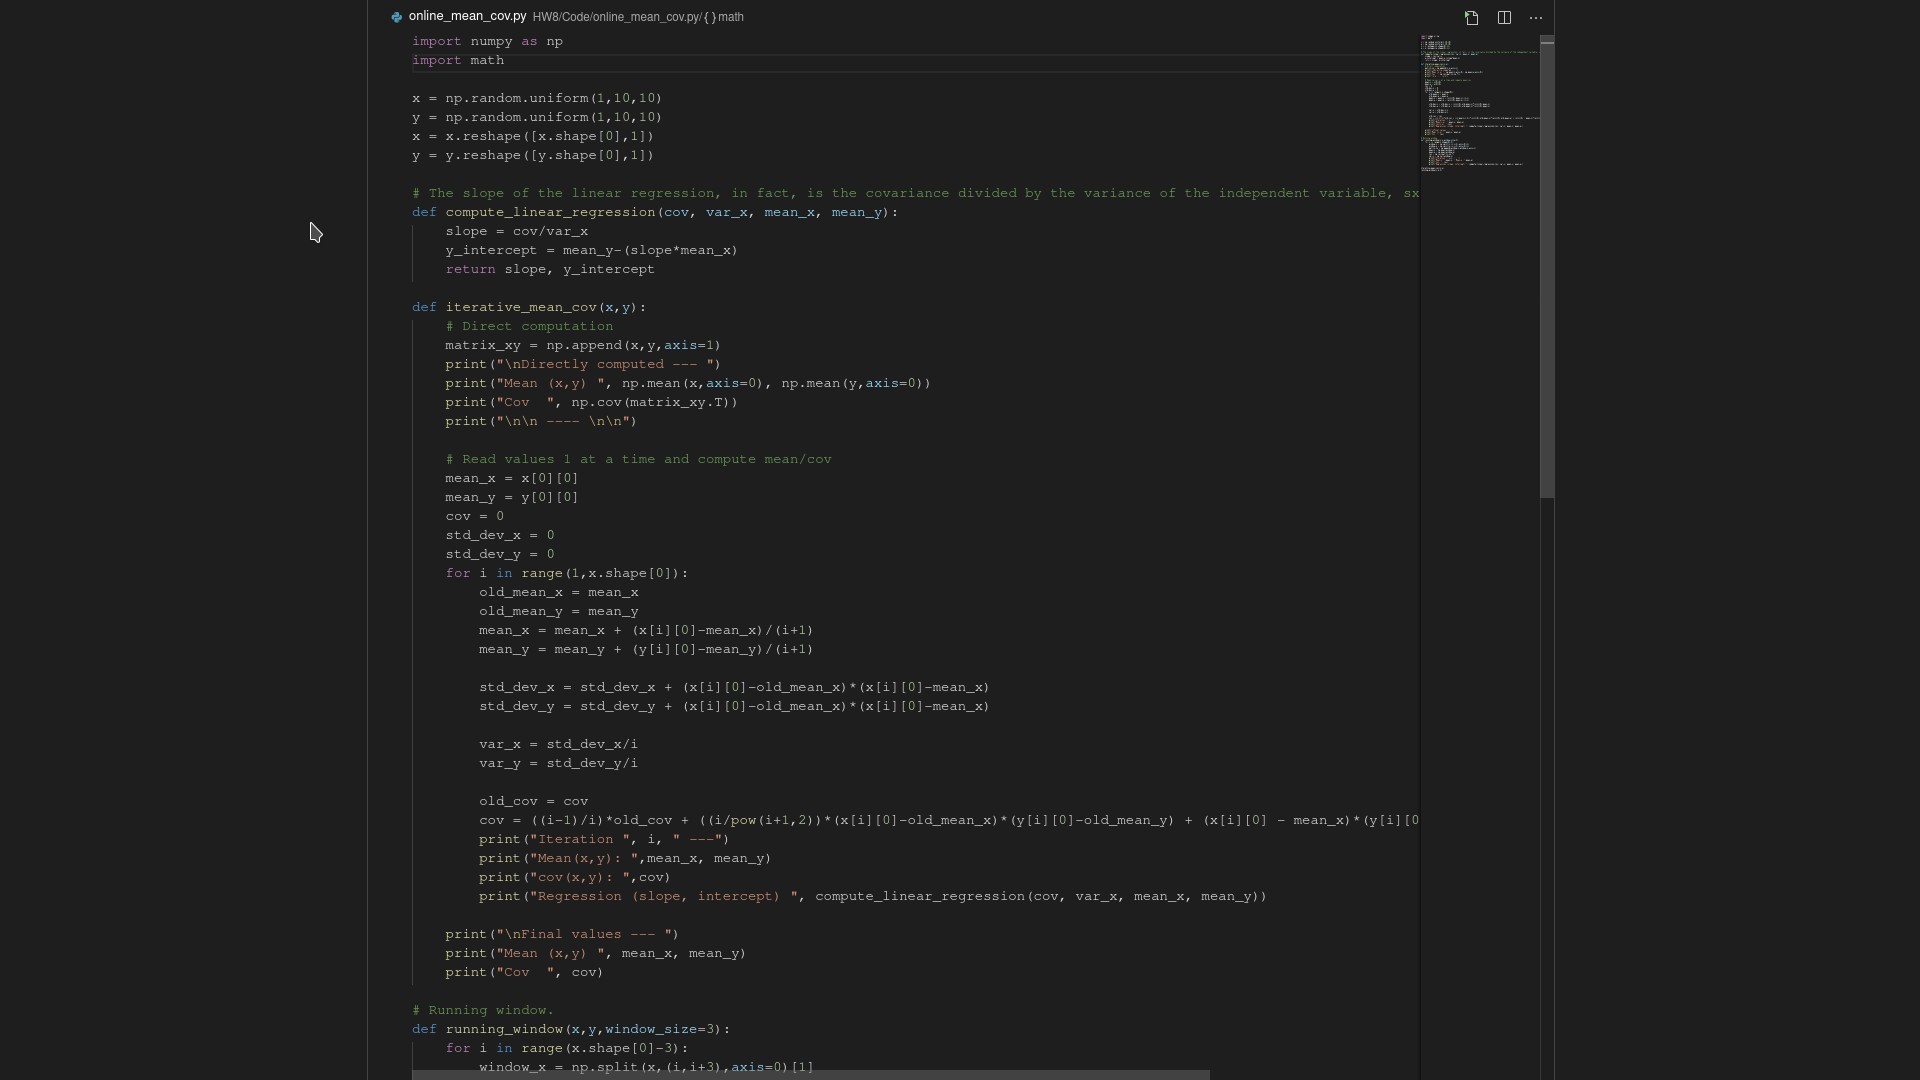 online_mean_cov.py HW8/Code/online_mean_cov.py/{}math
import numpy as np
import math
x = np.random.uniform(1,10,10)
y = np.random.uniform(1,10,10)
x = x.reshape([x.shape[0],1])
y = y.reshape([y.shape[0],1])
# The slope of the linear regression, in fact, is the covariance divided by the variance of the independent variable, sx
def compute_linear_regression(cov, var_x, mean_x, mean_y):
    slope = cov/var_x
    y_intercept = mean_y-(slope*mean_x)
    return slope, y_intercept
def iterative_mean_cov(x,y):
    # Direct computation
    matrix_xy = np.append(x,y,axis=1)
    print("\nDirectly computed --- ")
    print("Mean (x,y) ", np.mean(x,axis=0), np.mean(y,axis=0))
    print("Cov  ", np.cov(matrix_xy.T))
    print("\n\n ---- \n\n")
    # Read values 1 at a time and compute mean/cov
    mean_x = x[0][0]
    mean_y = y[0][0]
    cov = 0
    std_dev_x = 0
    std_dev_y = 0
    for i in range(1,x.shape[0]):
        old_mean_x = mean_x
        old_mean_y = mean_y
        mean_x = mean_x + (x[i][0]-mean_x)/(i+1)
        mean_y = mean_y + (y[i][0]-mean_y)/(i+1)
        std_dev_x = std_dev_x + (x[i][0]-old_mean_x)*(x[i][0]-mean_x)
        std_dev_y = std_dev_y + (x[i][0]-old_mean_x)*(x[i][0]-mean_x)
        var_x = std_dev_x/i
        var_y = std_dev_y/i
        old_cov = cov
        cov = ((i-1)/i)*old_cov + ((i/pow(i+1,2))*(x[i][0]-old_mean_x)*(y[i][0]-old_mean_y) + (x[i][0] - mean_x)*(y[i][0
        print("Iteration ", i, " ---")
        print("Mean(x,y): ",mean_x, mean_y)
        print("cov(x,y): ",cov)
        print("Regression (slope, intercept) ", compute_linear_regression(cov, var_x, mean_x, mean_y))
    print("\nFinal values --- ")
    print("Mean (x,y) ", mean_x, mean_y)
    print("Cov  ", cov)
# Running window.
def running_window(x,y,window_size=3):
    for i in range(x.shape[0]-3):
        window_x = np.split(x,(i,i+3),axis=0)[1]